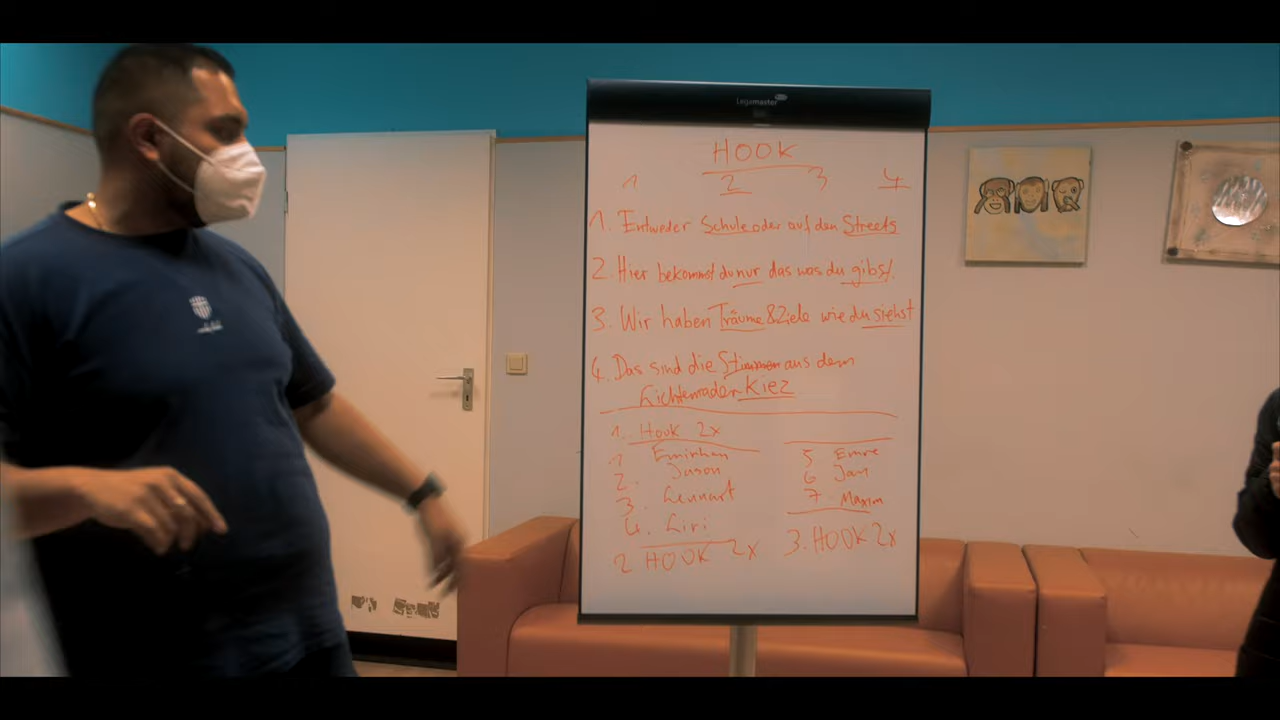 Legamaster
HOOK
1 2 3 4
1. Entweder Schule oder auf den Streets
2. Hier bekommst du nur das was du gibst.
3. Wir haben Träume & Ziele wie du siehst
4. Das sind die Stimmen aus dem
Lichtenrader Kiez
1. Hook 2x
1 Emirhan
2. Jason
3. Lennart
4. Liri
2 HOOK 2x
5 Emre
6 Jan
7 Maxim
3. HOOK 2x